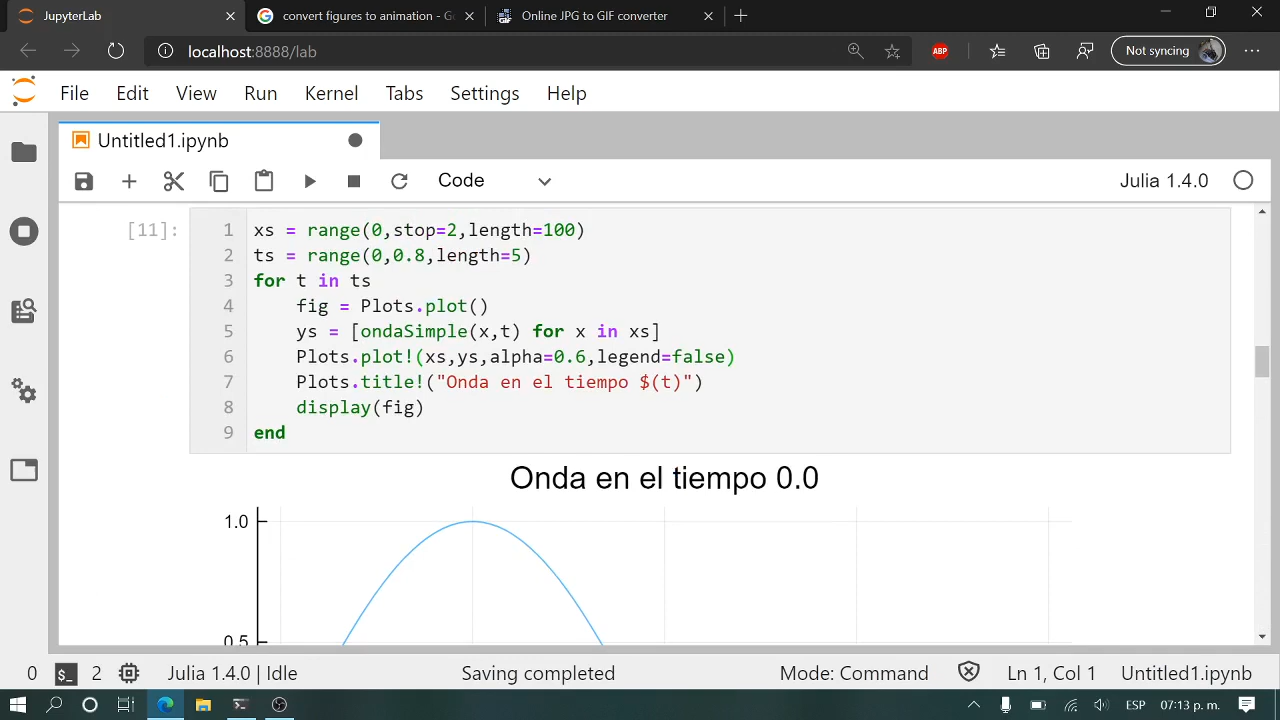 JupyterLab
convert figures to animation - Go
Online JPG to GIF converter
localhost:8888/lab
ABP
Not syncing
File Edit View Run Kernel Tabs Settings Help
Untitled1.ipynb
Code
Julia 1.4.0
[11]:
1 xs = range(0,stop=2,length=100)
2 ts = range(0,0.8,length=5)
3 for t in ts
4     fig = Plots.plot()
5     ys = [ondaSimple(x,t) for x in xs]
6     Plots.plot!(xs,ys,alpha=0.6,legend=false)
7     Plots.title!("Onda en el tiempo $(t)")
8     display(fig)
9 end
Onda en el tiempo 0.0
1.0
0.5
0 $_ 2 Julia 1.4.0 | Idle Saving completed Mode: Command Ln 1, Col 1 Untitled1.ipynb
ESP 07:13 p. m.